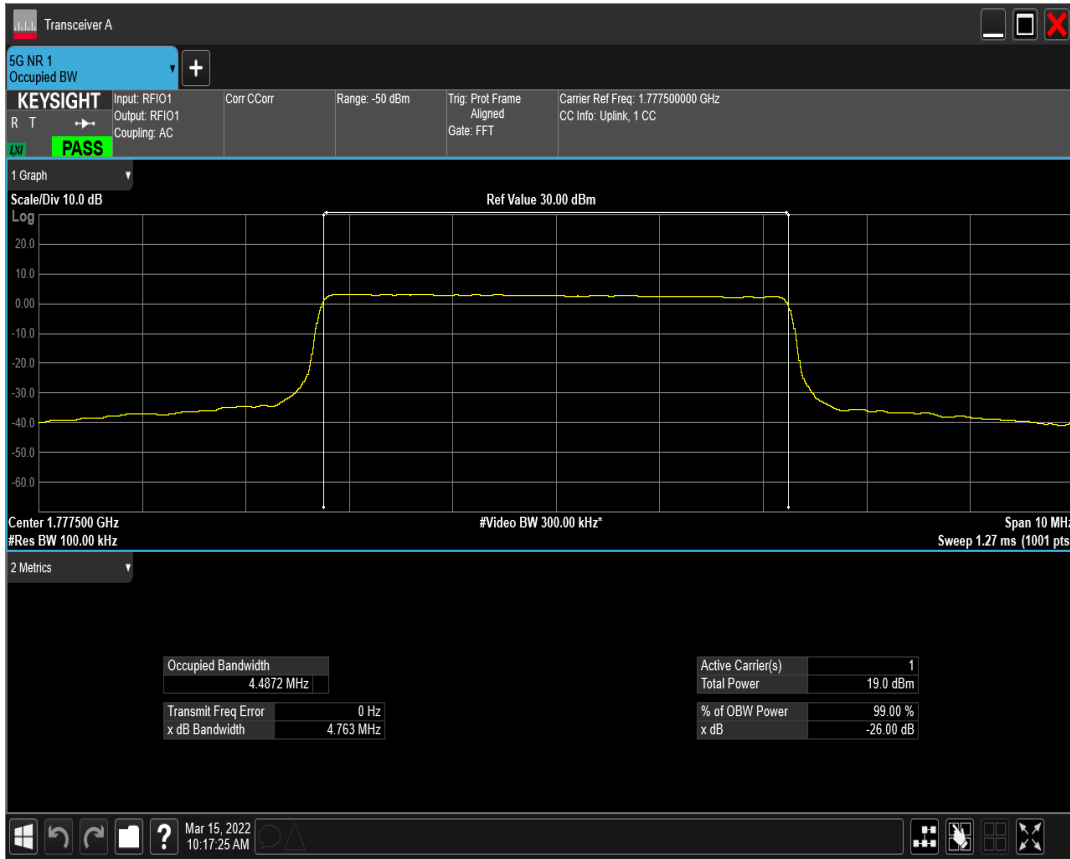 Transceiver A
5G NR 1
Occupied BW
KEYSIGHT
R T
LXI
PASS
Input: RFIO1
Output: RFIO1
Coupling: AC
Corr CCorr
Range: -50 dBm
Trig: Prot Frame
Aligned
Gate: FFT
Carrier Ref Freq: 1.777500000 GHz
CC Info: Uplink, 1 CC
1 Graph
Scale/Div 10.0 dB
Ref Value 30.00 dBm
Log
20.0
10.0
0.00
-10.0
-20.0
-30.0
-40.0
-50.0
-60.0
Center 1.777500 GHz
#Video BW 300.00 kHz*
Span 10 MHz
#Res BW 100.00 kHz
Sweep 1.27 ms (1001 pts
2 Metrics
Occupied Bandwidth
4.4872 MHz
Transmit Freq Error 0 Hz
x dB Bandwidth 4.763 MHz
Active Carrier(s) 1
Total Power 19.0 dBm
% of OBW Power 99.00 %
x dB -26.00 dB
?
Mar 15, 2022
10:17:25 AM